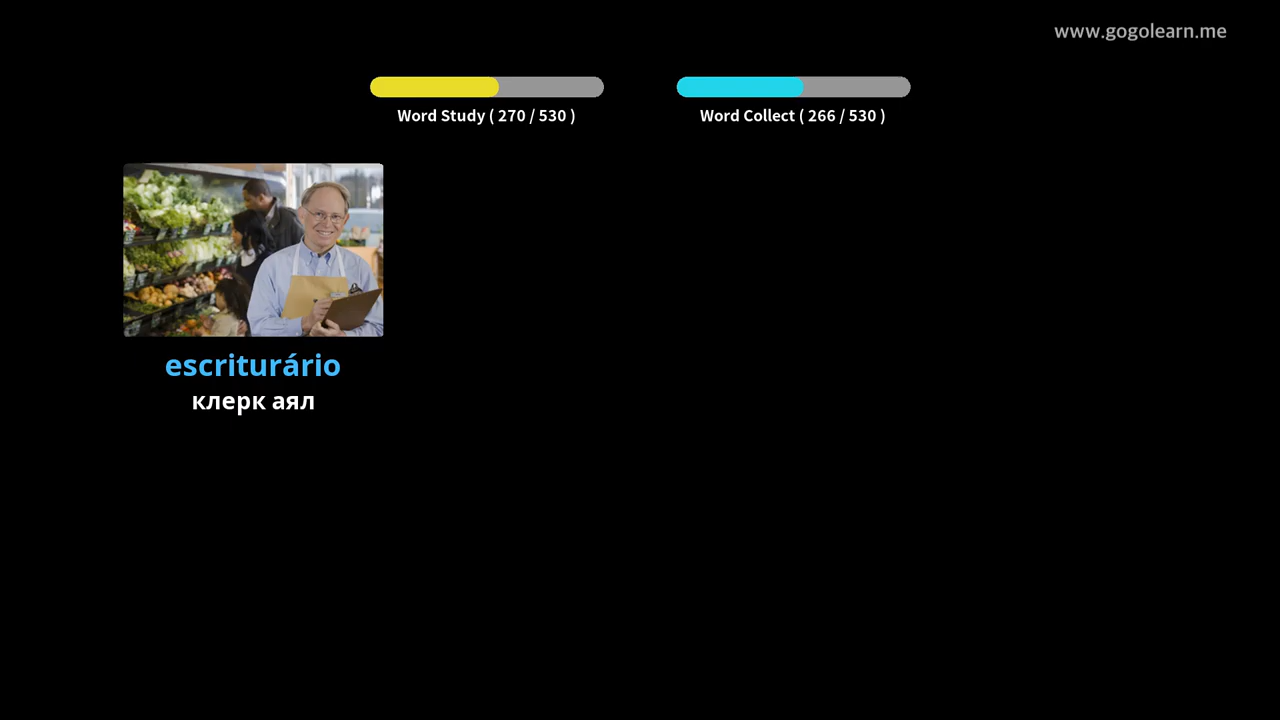 www.gogolearn.me
Word Study ( 270 / 530 )
Word Collect ( 266 / 530 )
escriturário
клерк аял